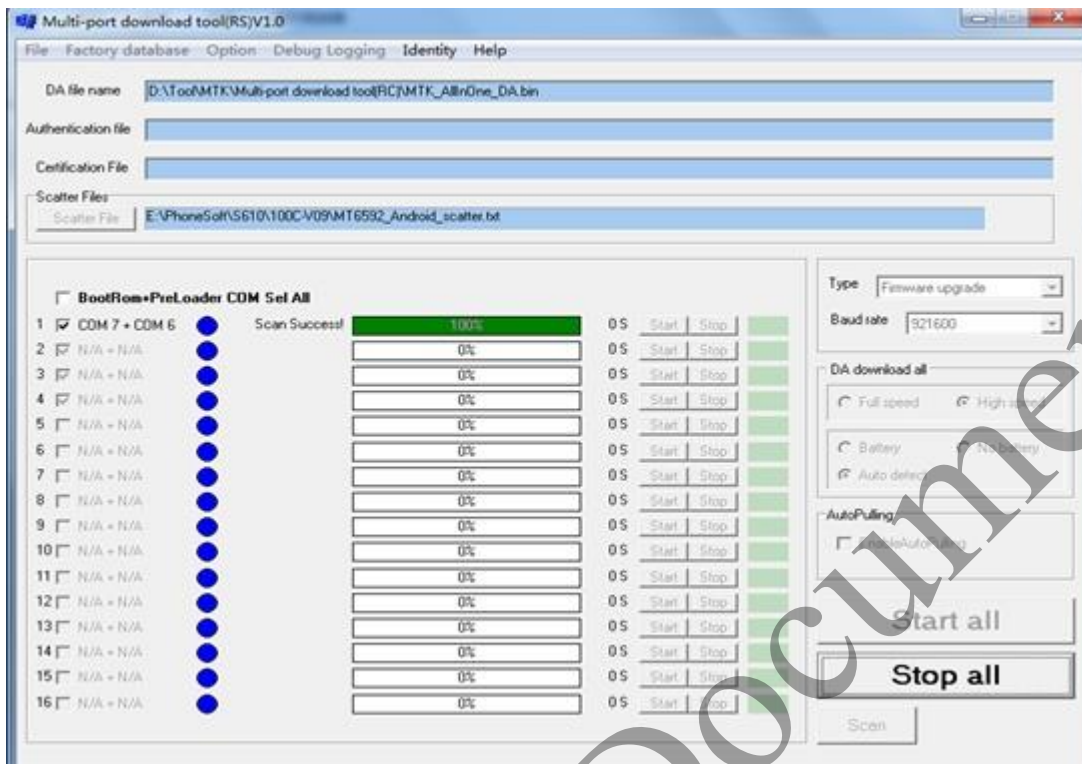 Multi-port download tool(RS)V1.0
File Factory database Option Debug Logging Identity Help
DA file name D:\Tool\MTK\Multi-port download tool(RC)\MTK_AllInOne_DA.bin
Authentication file
Certification File
Scatter Files
Scatter File E:\PhoneSoft\S610\100C-V09\MT6592_Android_scatter.txt
BootRom+PreLoader COM Sel All
1 COM 7 + COM 6 Scan Success! 100% 0 S Start Stop
2 N/A + N/A 0% 0 S Start Stop
3 N/A + N/A 0% 0 S Start Stop
4 N/A + N/A 0% 0 S Start Stop
5 N/A + N/A 0% 0 S Start Stop
6 N/A + N/A 0% 0 S Start Stop
7 N/A + N/A 0% 0 S Start Stop
8 N/A + N/A 0% 0 S Start Stop
9 N/A + N/A 0% 0 S Start Stop
10 N/A + N/A 0% 0 S Start Stop
11 N/A + N/A 0% 0 S Start Stop
12 N/A + N/A 0% 0 S Start Stop
13 N/A + N/A 0% 0 S Start Stop
14 N/A + N/A 0% 0 S Start Stop
15 N/A + N/A 0% 0 S Start Stop
16 N/A + N/A 0% 0 S Start Stop
Type Firmware upgrade
Baud rate 921600
DA download all
Full speed High speed
Battery No battery
Auto detect
AutoPulling
EnableAutoPulling
Start all
Stop all
Scan